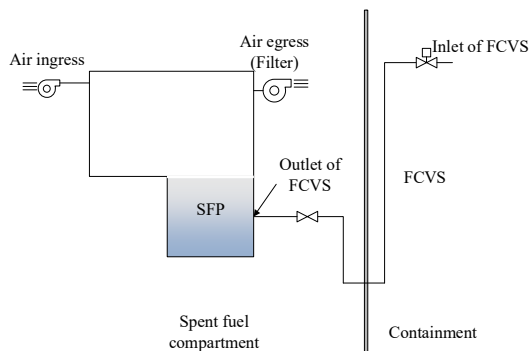 Air ingress
Air egress
(Filter)
Inlet of FCVS
Outlet of
FCVS
FCVS
SFP
Spent fuel
compartment
Containment